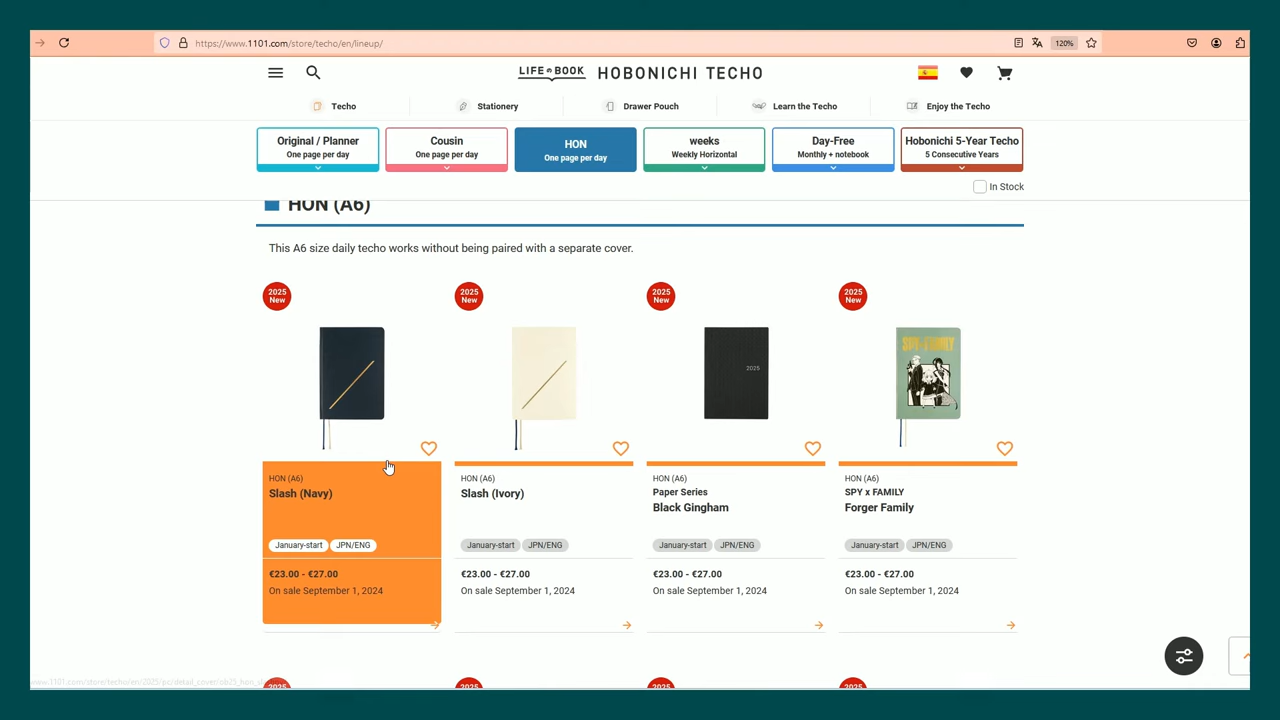 https://www.1101.com/store/techo/en/lineup/
120%
LIFE BOOK HOBONICHI TECHO
Techo
Stationery
Drawer Pouch
Learn the Techo
Enjoy the Techo
Original / Planner
One page per day
Cousin
One page per day
HON
One page per day
weeks
Weekly Horizontal
Day-Free
Monthly + notebook
Hobonichi 5-Year Techo
5 Consecutive Years
In Stock
HON (A6)
This A6 size daily techo works without being paired with a separate cover.
2025
New
2025
New
2025
New
2025
New
2025
SPY×FAMILY
HON (A6)
Slash (Navy)
January-start JPN/ENG
€23.00 - €27.00
On sale September 1, 2024
HON (A6)
Slash (Ivory)
January-start JPN/ENG
€23.00 - €27.00
On sale September 1, 2024
HON (A6)
Paper Series
Black Gingham
January-start JPN/ENG
€23.00 - €27.00
On sale September 1, 2024
HON (A6)
SPY x FAMILY
Forger Family
January-start JPN/ENG
€23.00 - €27.00
On sale September 1, 2024
2025
2025
2025
2025